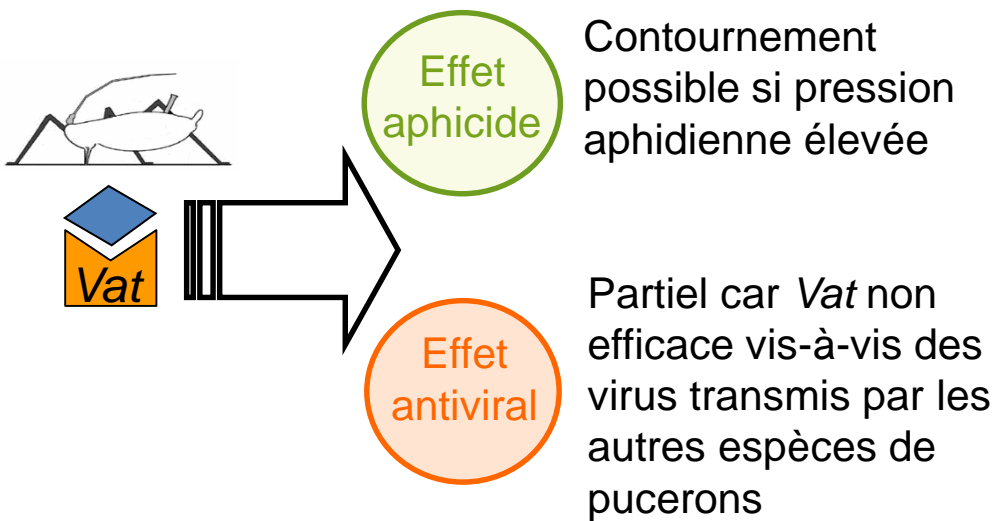 Effet
aphicide
Contournement
possible si pression
aphidienne élevée
Vat
Effet
antiviral
Partiel car Vat non
efficace vis-à-vis des
virus transmis par les
autres espèces de
pucerons